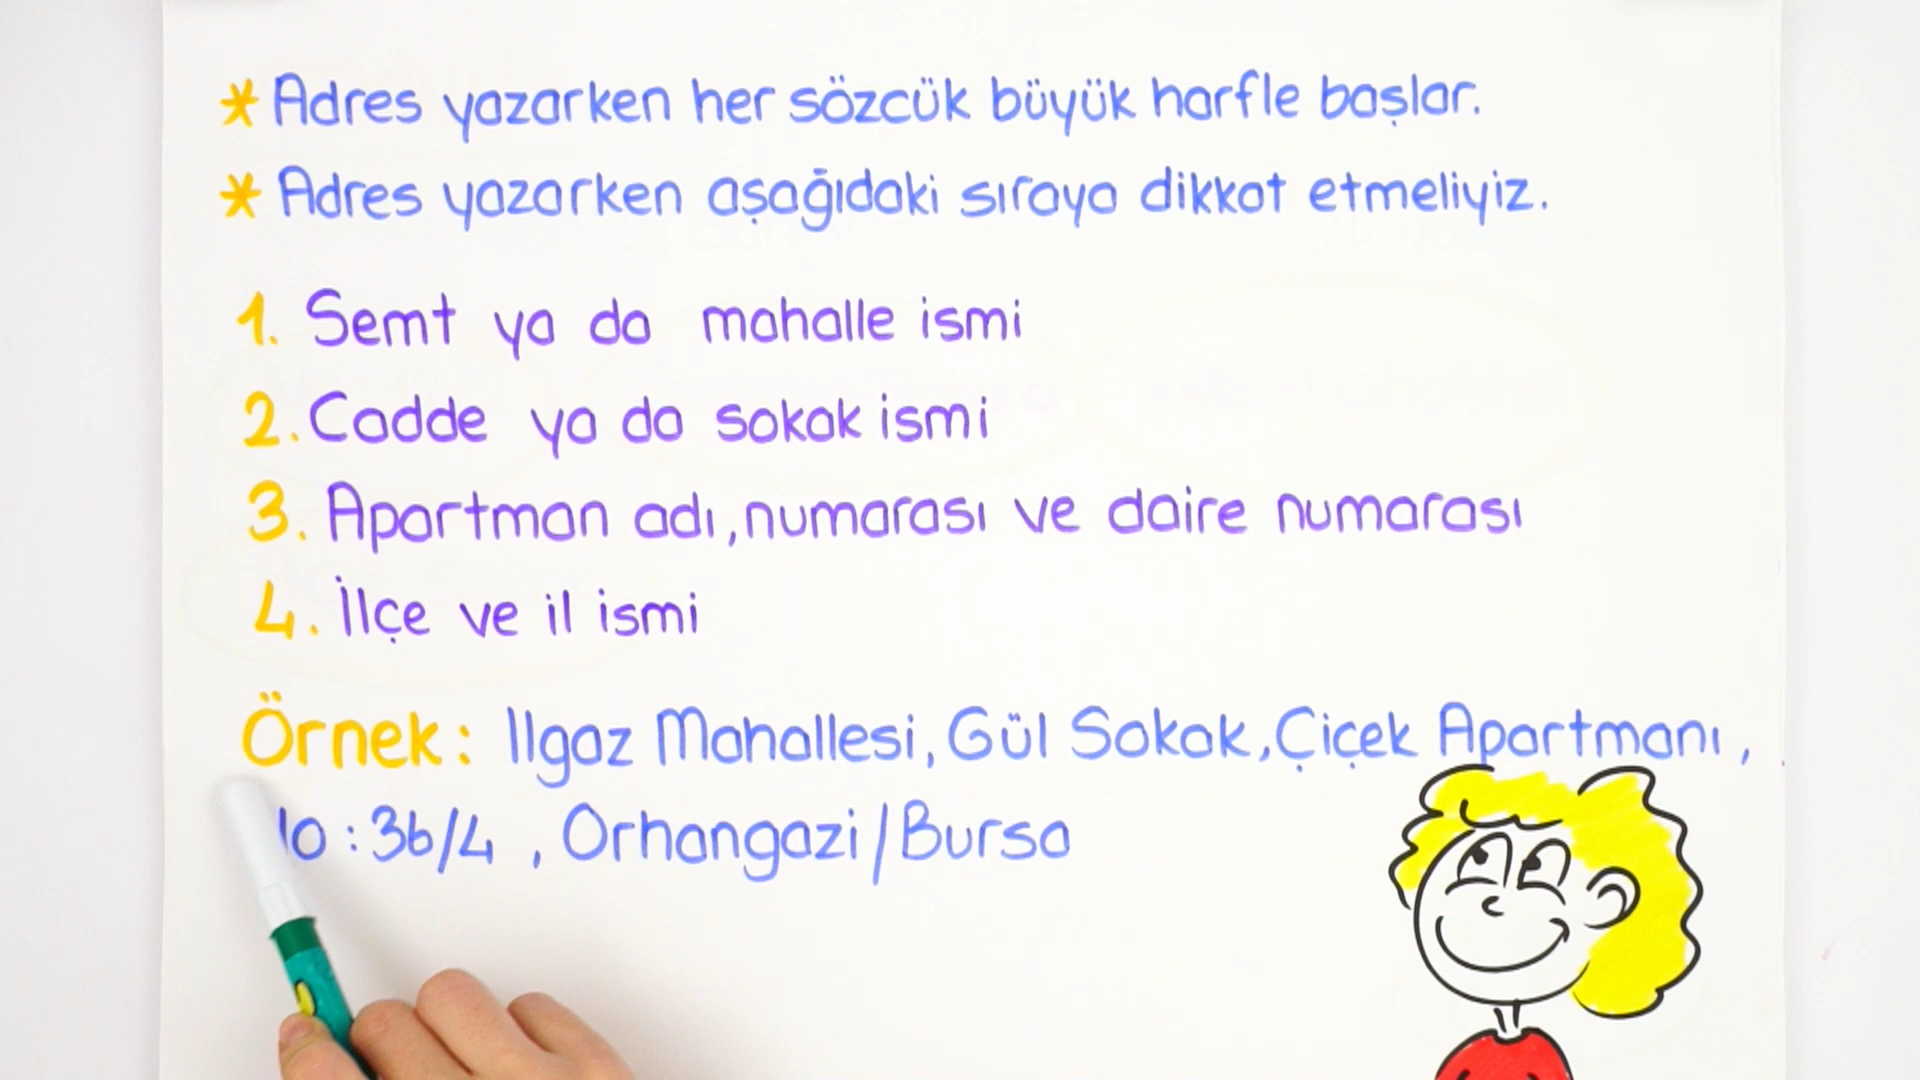 * Adres yazarken her sözcük büyük harfle başlar.
* Adres yazarken aşağıdaki sıraya dikkat etmeliyiz.
1. Semt ya da mahalle ismi
2. Cadde ya da sokak ismi
3. Apartman adı, numarası ve daire numarası
4. İlçe ve il ismi
Örnek: Ilgaz Mahallesi, Gül Sokak, Çiçek Apartmanı,
:36/4, Orhangazi/Bursa